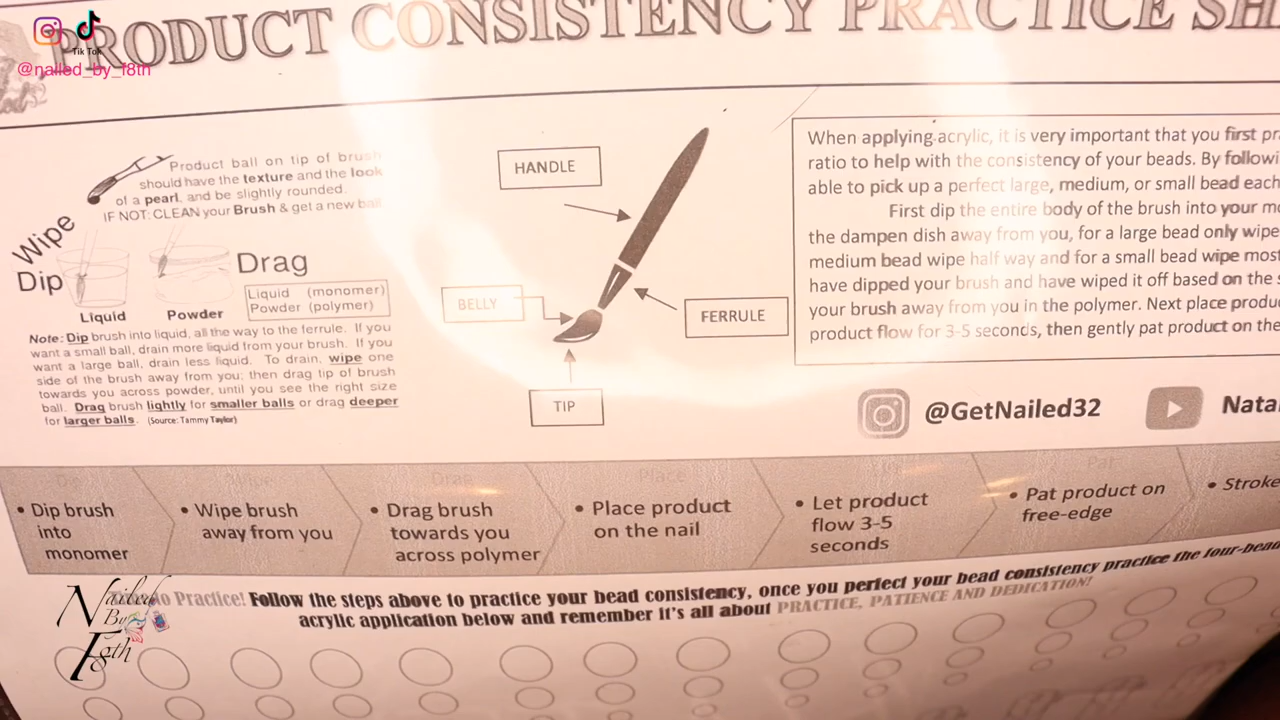 PRODUCT CONSISTENCY PRACTICE SH
Tik Tok
@nailed_by_f8th
Product ball on tip of brush
should have the texture and the look
of a pearl, and be slightly rounded.
IF NOT: CLEAN your Brush & get a new ball
Wipe
Dip
Drag
Liquid
Powder
Liquid (monomer)
Powder (polymer)
Note: Dip brush into liquid, all the way to the ferrule. If you
want a small ball, drain more liquid from your brush. If you
want a large ball, drain less liquid. To drain, wipe one
side of the brush away from you; then drag tip of brush
towards you across powder, until you see the right size
ball. Drag brush lightly for smaller balls or drag deeper
for larger balls. (Source: Tammy Taylor)
HANDLE
BELLY
FERRULE
TIP
When applying acrylic, it is very important that you first
ratio to help with the consistency of your beads. By
able to pick up a perfect large, medium, or small bead each
First dip the entire body of the brush into your
the dampen dish away from you, for a large bead only wipe
medium bead wipe half way and for a small bead wipe most
have dipped your brush and have wiped it off based on the
your brush away from you in the polymer. Next place
product flow for 3-5 seconds, then gently pat product on the
@GetNailed32
Nata
Dip
Wipe
Drag
Place
Pat
• Dip brush
into
monomer
• Wipe brush
away from you
• Drag brush
towards you
across polymer
• Place product
on the nail
• Let product
flow 3-5
seconds
• Pat product on
free-edge
• Stroke
Practice! Follow the steps above to practice your bead consistency, once you perfect your bead consistency practice the four-bead
acrylic application below and remember it's all about PRACTICE, PATIENCE AND DEDICATION!
Nailed
By
F8th